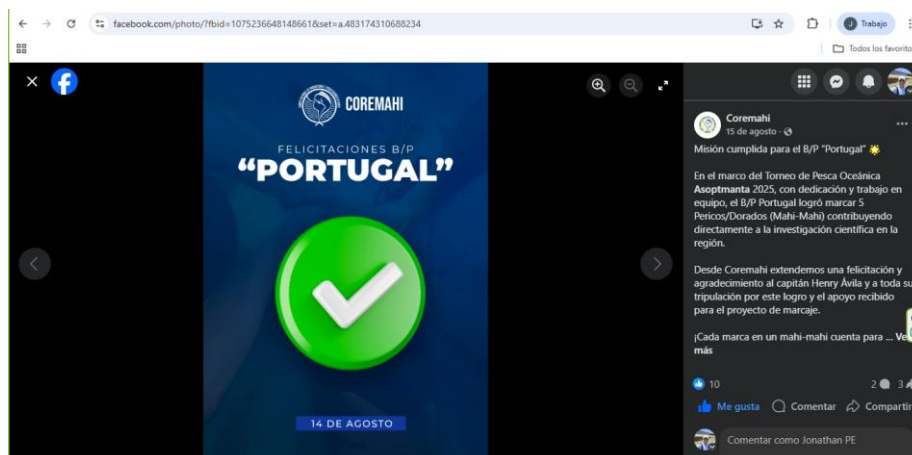 facebook.com/photo/?fbid=1075236648148661&set=a.483174310688234
Trabajo
Todos los favorito
COREMAHI
FELICITACIONES B/P
“PORTUGAL”
14 DE AGOSTO
Coremahi
15 de agosto ·
Misión cumplida para el B/P "Portugal"
En el marco del Torneo de Pesca Oceánica
Asoptmanta 2025, con dedicación y trabajo en
equipo, el B/P Portugal logró marcar 5
Pericos/Dorados (Mahi-Mahi) contribuyendo
directamente a la investigación científica en la
región.
Desde Coremahi extendemos una felicitación y
agradecimiento al capitán Henry Ávila y a toda su
tripulación por este logro y el apoyo recibido
para el proyecto de marcaje.
¡Cada marca en un mahi-mahi cuenta para ... Ve
más
10
2
3
Me gusta
Comentar
Compartir
Comentar como Jonathan PE